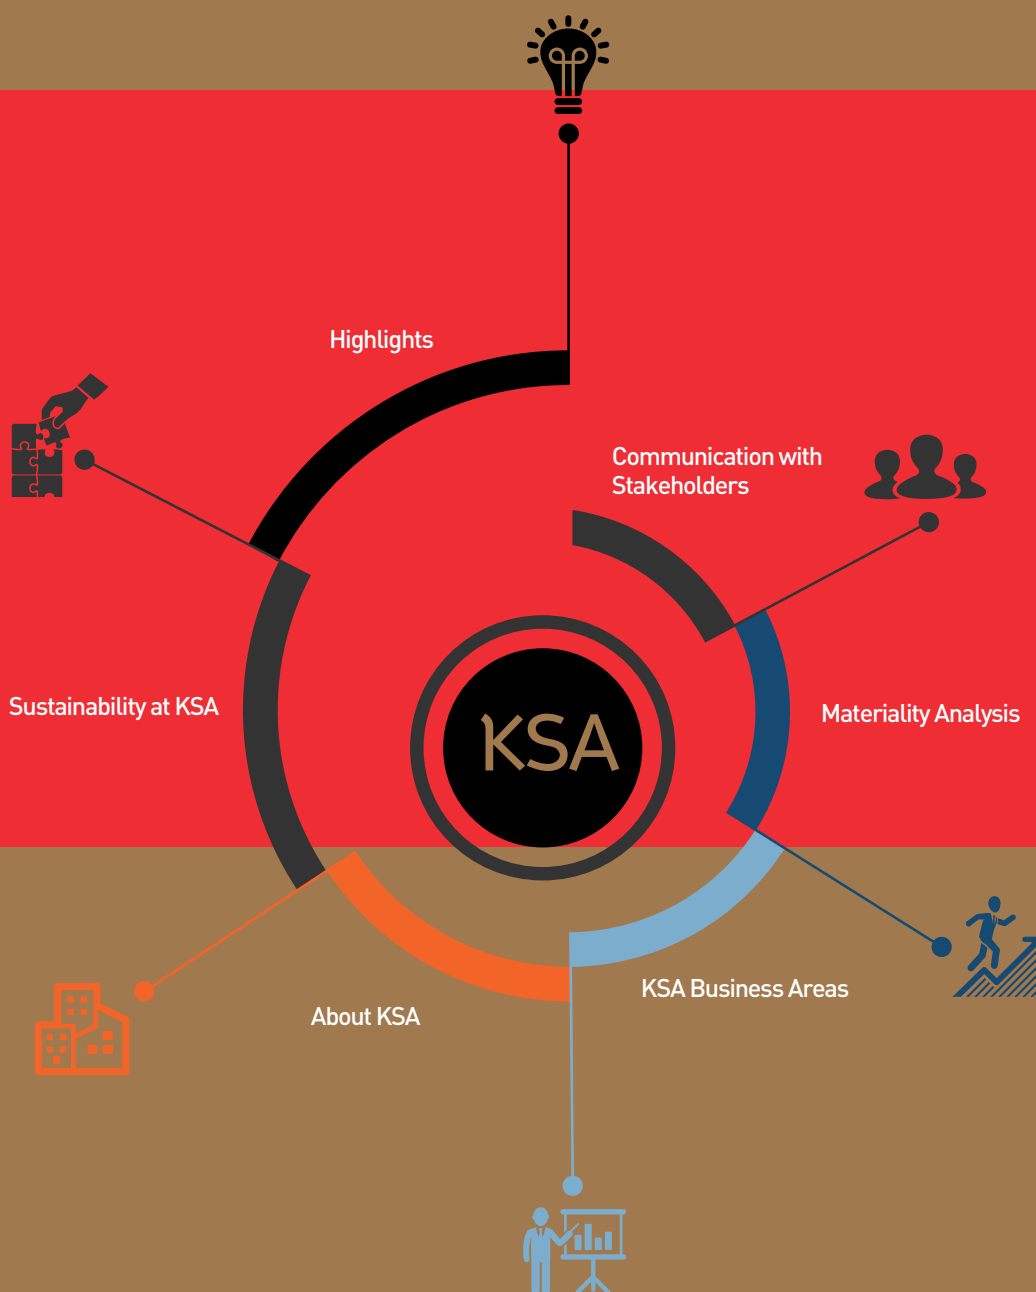 Highlights
Communication with
Stakeholders
Sustainability at KSA
KSA
Materiality Analysis
KSA Business Areas
About KSA